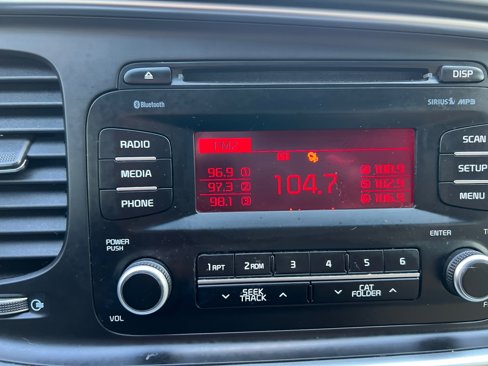 DISP
Bluetooth
SIRIUS MP3
RADIO
MEDIA
PHONE
FM2
96.9 (1)
97.3 (2)
98.1 (3)
104.7
SCAN
SETUP
MENU
POWER
PUSH
VOL
1 RPT
2 RDM
3
4
5
6
SEEK
TRACK
CAT
FOLDER
ENTER